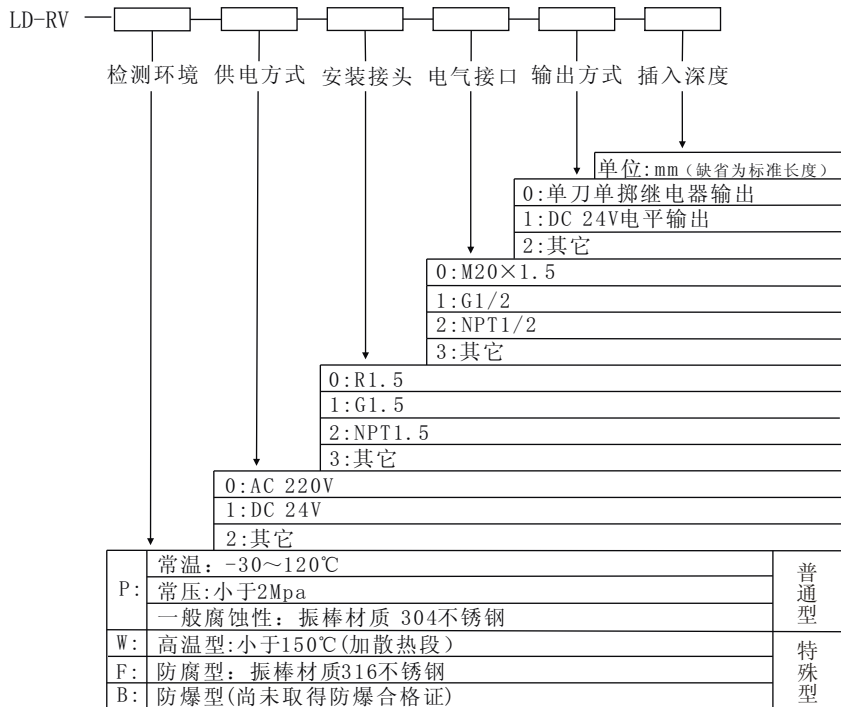 LD-RV
检测环境 供电方式 安装接头 电气接口 输出方式 插入深度
单位:mm(缺省为标准长度)
0:单刀单掷继电器输出
1:DC 24V电平输出
2:其它
0:M20×1.5
1:G1/2
2:NPT1/2
3:其它
0:R1.5
1:G1.5
2:NPT1.5
3:其它
0:AC 220V
1:DC 24V
2:其它
P:
常温：-30～120℃
常压:小于2Mpa
一般腐蚀性：振棒材质 304不锈钢
普通型
W: 高温型:小于150℃(加散热段)
F: 防腐型：振棒材质316不锈钢
B: 防爆型(尚未取得防爆合格证)
特殊型